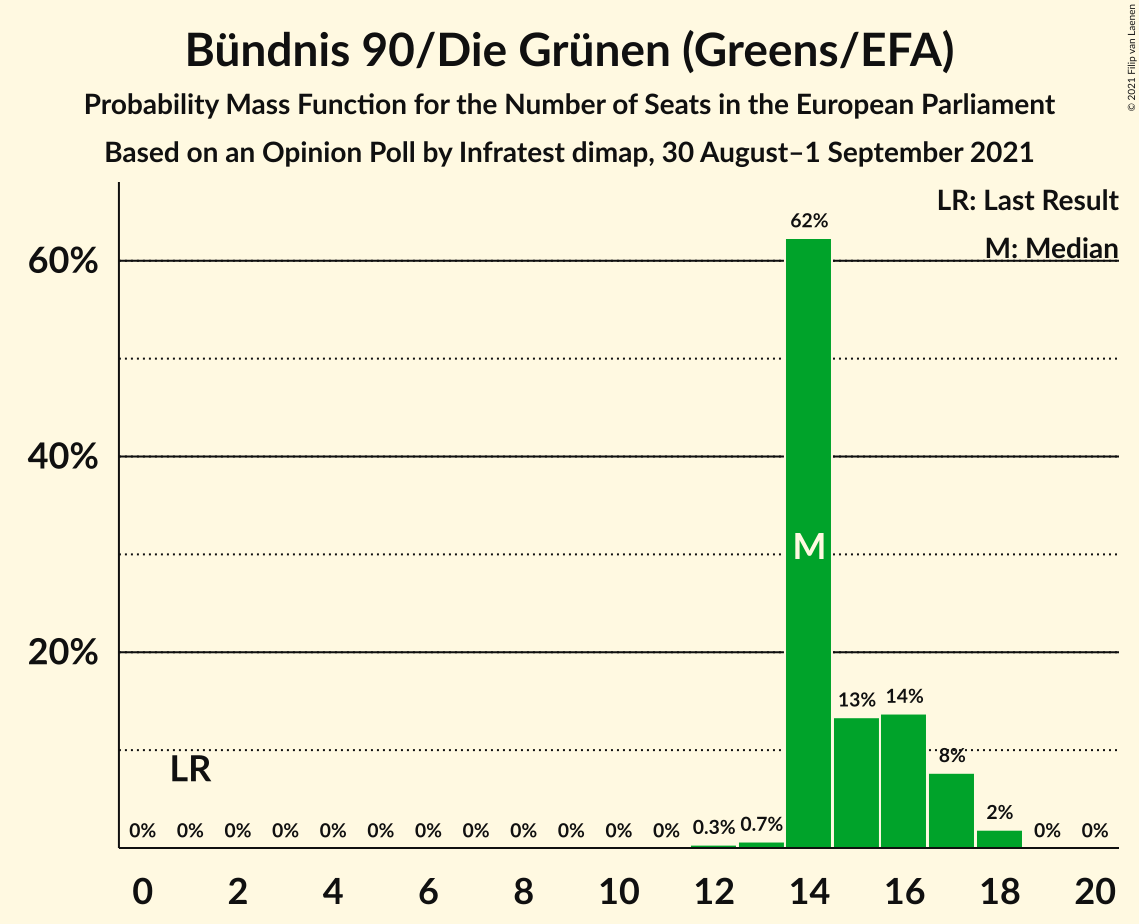 Bündnis 90/Die Grünen (Greens/EFA)
Probability Mass Function for the Number of Seats in the European Parliament
Based on an Opinion Poll by Infratest dimap, 30 August–1 September 2021
© 2021 Filip van Laenen
LR: Last Result
M: Median
60%
40%
20%
62%
M
LR
0% 0% 0% 0% 0% 0% 0% 0% 0% 0% 0% 0% 0.3% 0.7% 13% 14% 8% 2% 0% 0%
0 2 4 6 8 10 12 14 16 18 20